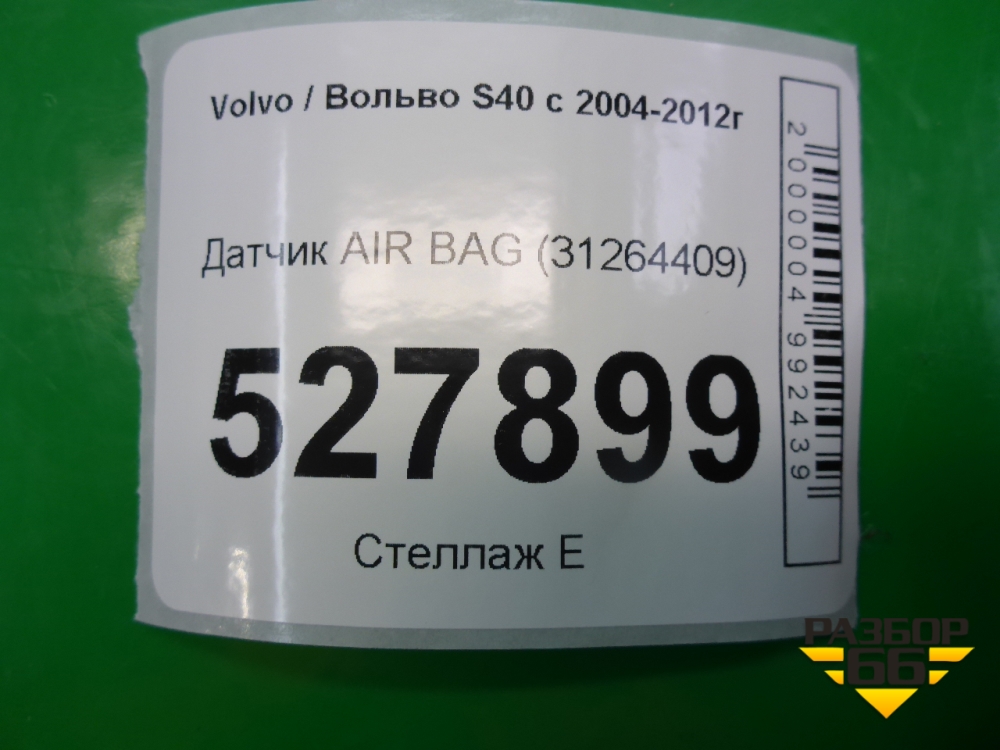 Volvo / Вольво S40 с 2004-2012г
Датчик AIR BAG (31264409)
527899
Стеллаж Е
2000004992439
РАЗБОР
66